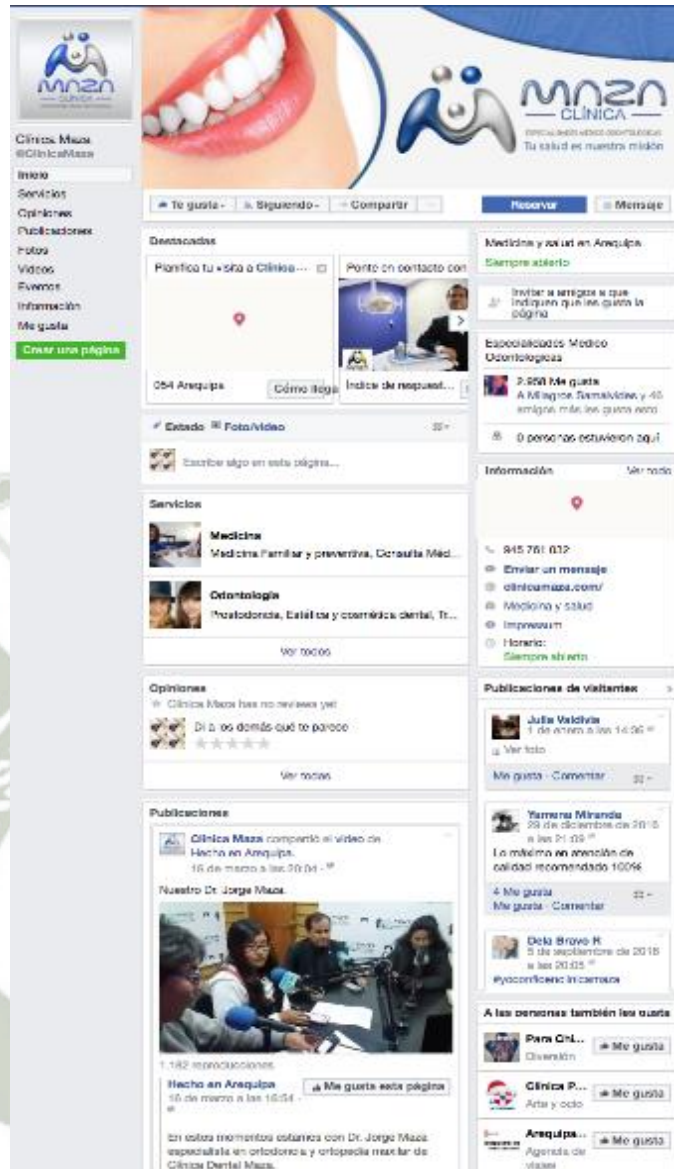 MAZA
CLÍNICA
Tu salud es nuestra misión
MAZA
CLÍNICA
Clínica Maza
@ClinicaMaza
Inicio
Servicios
Opiniones
Publicaciones
Fotos
Videos
Eventos
Información
Me gusta
Crear una página
Te gusta
Siguiendo
Compartir
Reservar
Mensaje
Destacadas
Planifica tu visita a Clínica ...
054 Arequipa
Cómo llega
Ponte en contacto con
Índice de respuest...
Estado
Foto/video
Escribe algo en esta página...
Servicios
Medicina
Medicina Familiar y preventiva, Consulta Méd...
Odontología
Prostodoncia, Estética y cosmética dental, Tr...
Ver todos
Opiniones
Clínica Maza has no reviews yet
Di a los demás qué te parece
Ver todas
Publicaciones
Clínica Maza compartió el video de
Hecho en Arequipa.
16 de marzo a las 20:04
Nuestro Dr. Jorge Maza.
1.182 reproducciones
Hecho en Arequipa
16 de marzo a las 16:54
Me gusta esta página
En estos momentos estamos con Dr. Jorge Maza
especialista en ortodoncia y ortopedia maxilar de
Clínica Dental Maza.
Medicina y salud en Arequipa
Siempre abierto
Invitar a amigos a que
indiquen que les gusta la
página
Especialidades Médico
Odontologicas
2.958 Me gusta
A Milagros Samalvides y 46
amigos más les gusta esto
0 personas estuvieron aquí
Información
Ver todo
945 761 032
Enviar un mensaje
clinicamaza.com/
Medicina y salud
Impressum
Horario:
Siempre abierto
Publicaciones de visitantes
Julia Valdivia
1 de enero a las 14:36
Ver foto
Me gusta · Comentar
Miranda
29 de diciembre de 2016
a las 21:09
Lo máximo en atención de
calidad recomendado 100%
4 Me gusta
Me gusta · Comentar
Bravo R
5 de septiembre de 2016
a las 20:05
A las personas también les gusta
Para Chi...
Diversión
Me gusta
Clínica P...
Arte y ocio
Me gusta
Arequipa...
Agencia de
viajes
Me gusta